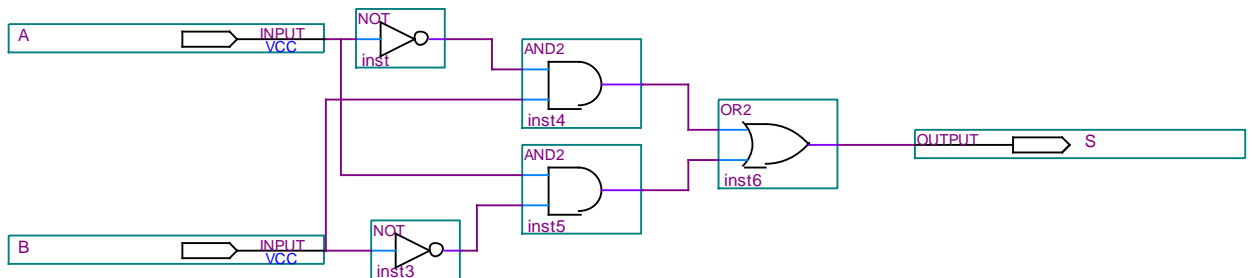 A
INPUT
VCC
NOT
inst
AND2
inst4
OR2
inst6
OUTPUT
S
AND2
inst5
B
INPUT
VCC
NOT
inst3